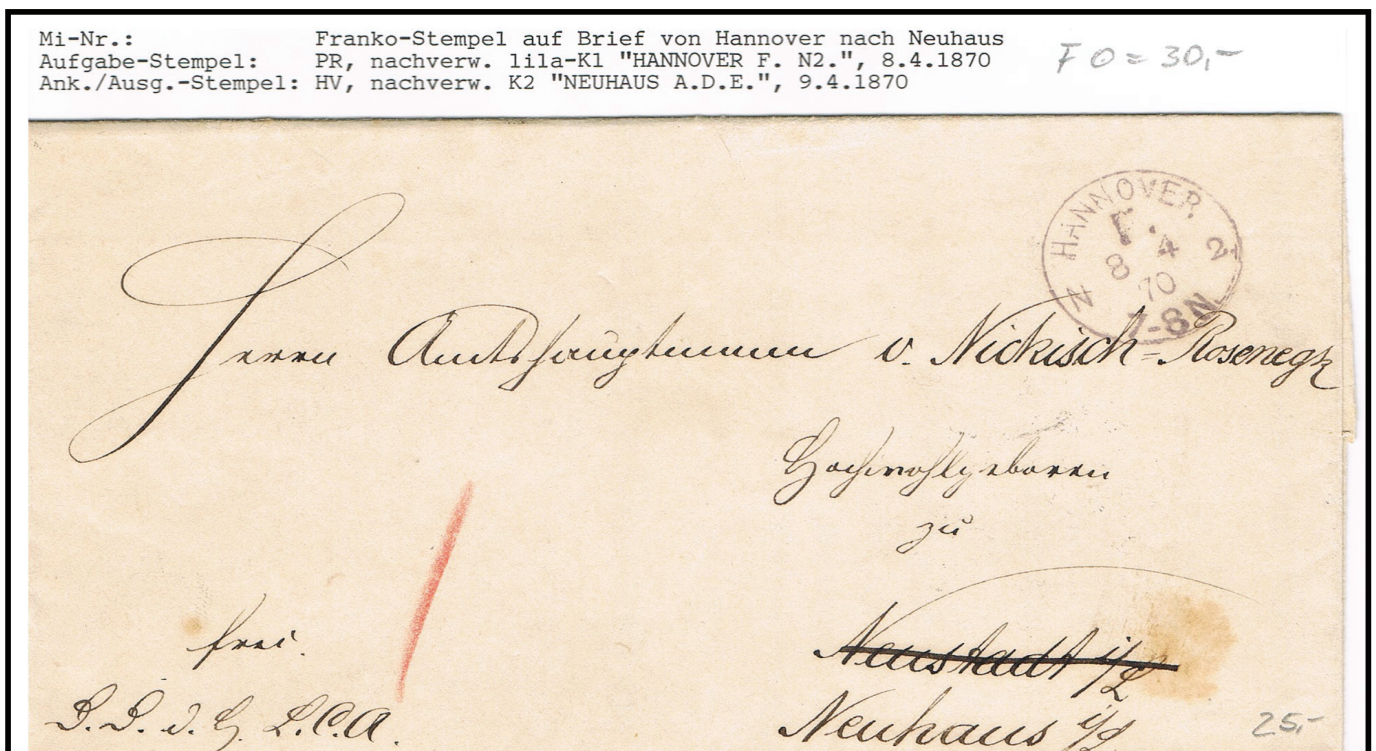 Mi-Nr.: Franko-Stempel auf Brief von Hannover nach Neuhaus
Aufgabe-Stempel: PR, nachverw. lila-K1 "HANNOVER F. N2.", 8.4.1870
Ank./Ausg.-Stempel: HV, nachverw. K2 "NEUHAUS A.D.E.", 9.4.1870
FO = 30,-
HANNOVER
F.
N 2
8 4
70
7-8N
Herrn Amtshauptmann v. Nickisch-Rosenegk
Hochwohlgeboren
zu
frei.
Neustadt i/L
H. L.C.A.
Neuhaus
25,-